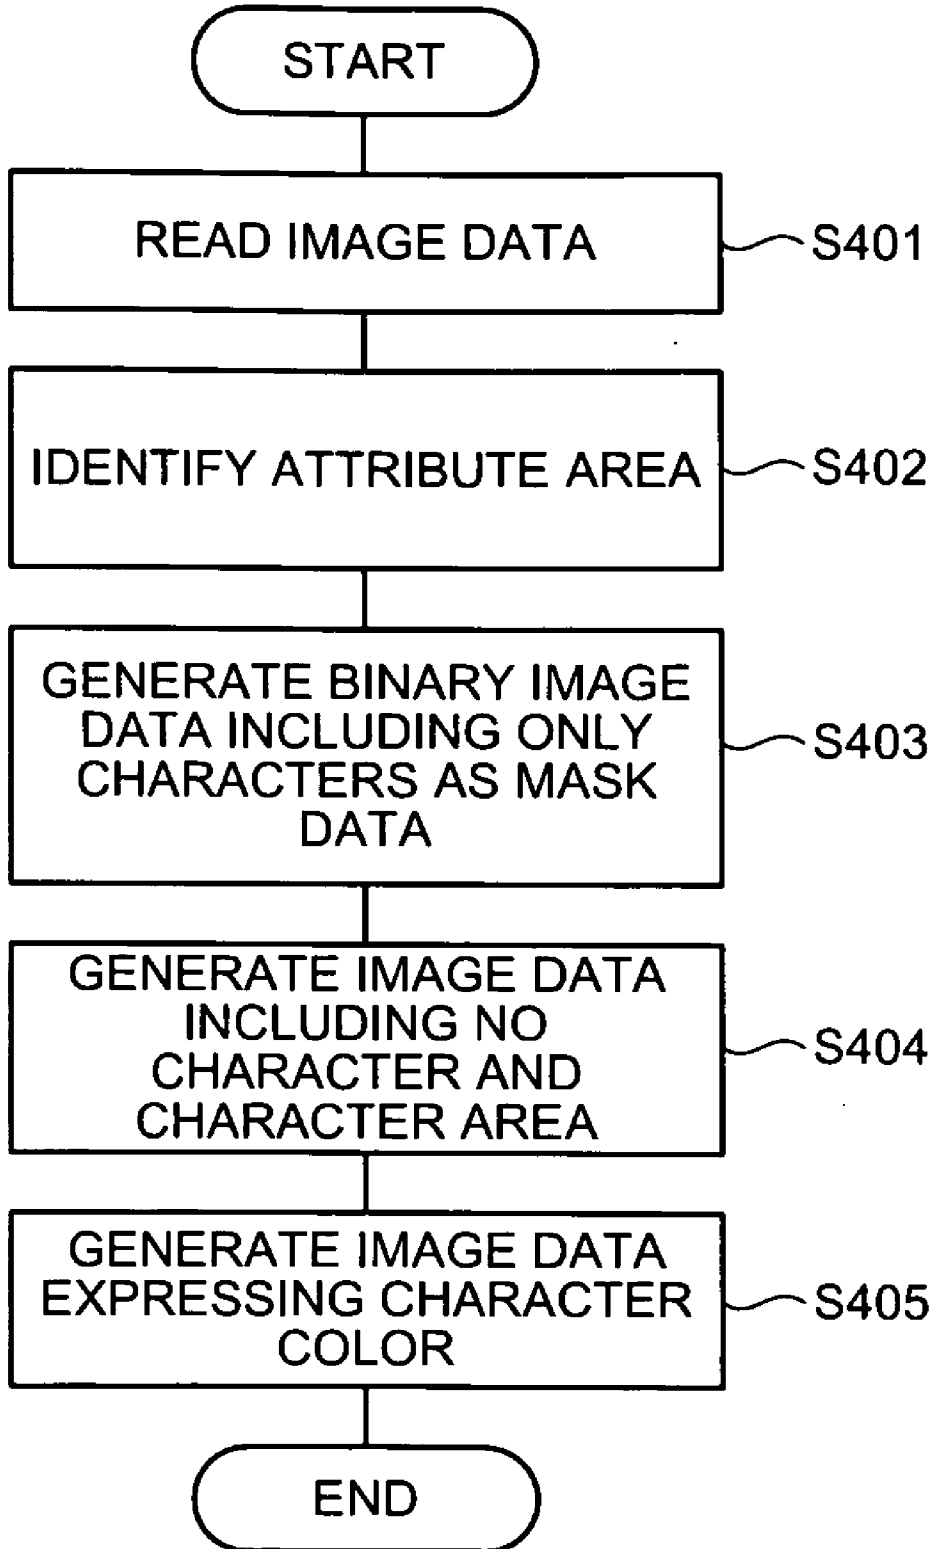 START
READ IMAGE DATA
S401
IDENTIFY ATTRIBUTE AREA
S402
GENERATE BINARY IMAGE
DATA INCLUDING ONLY
CHARACTERS AS MASK
DATA
S403
GENERATE IMAGE DATA
INCLUDING NO
CHARACTER AND
CHARACTER AREA
S404
GENERATE IMAGE DATA
EXPRESSING CHARACTER
COLOR
S405
END